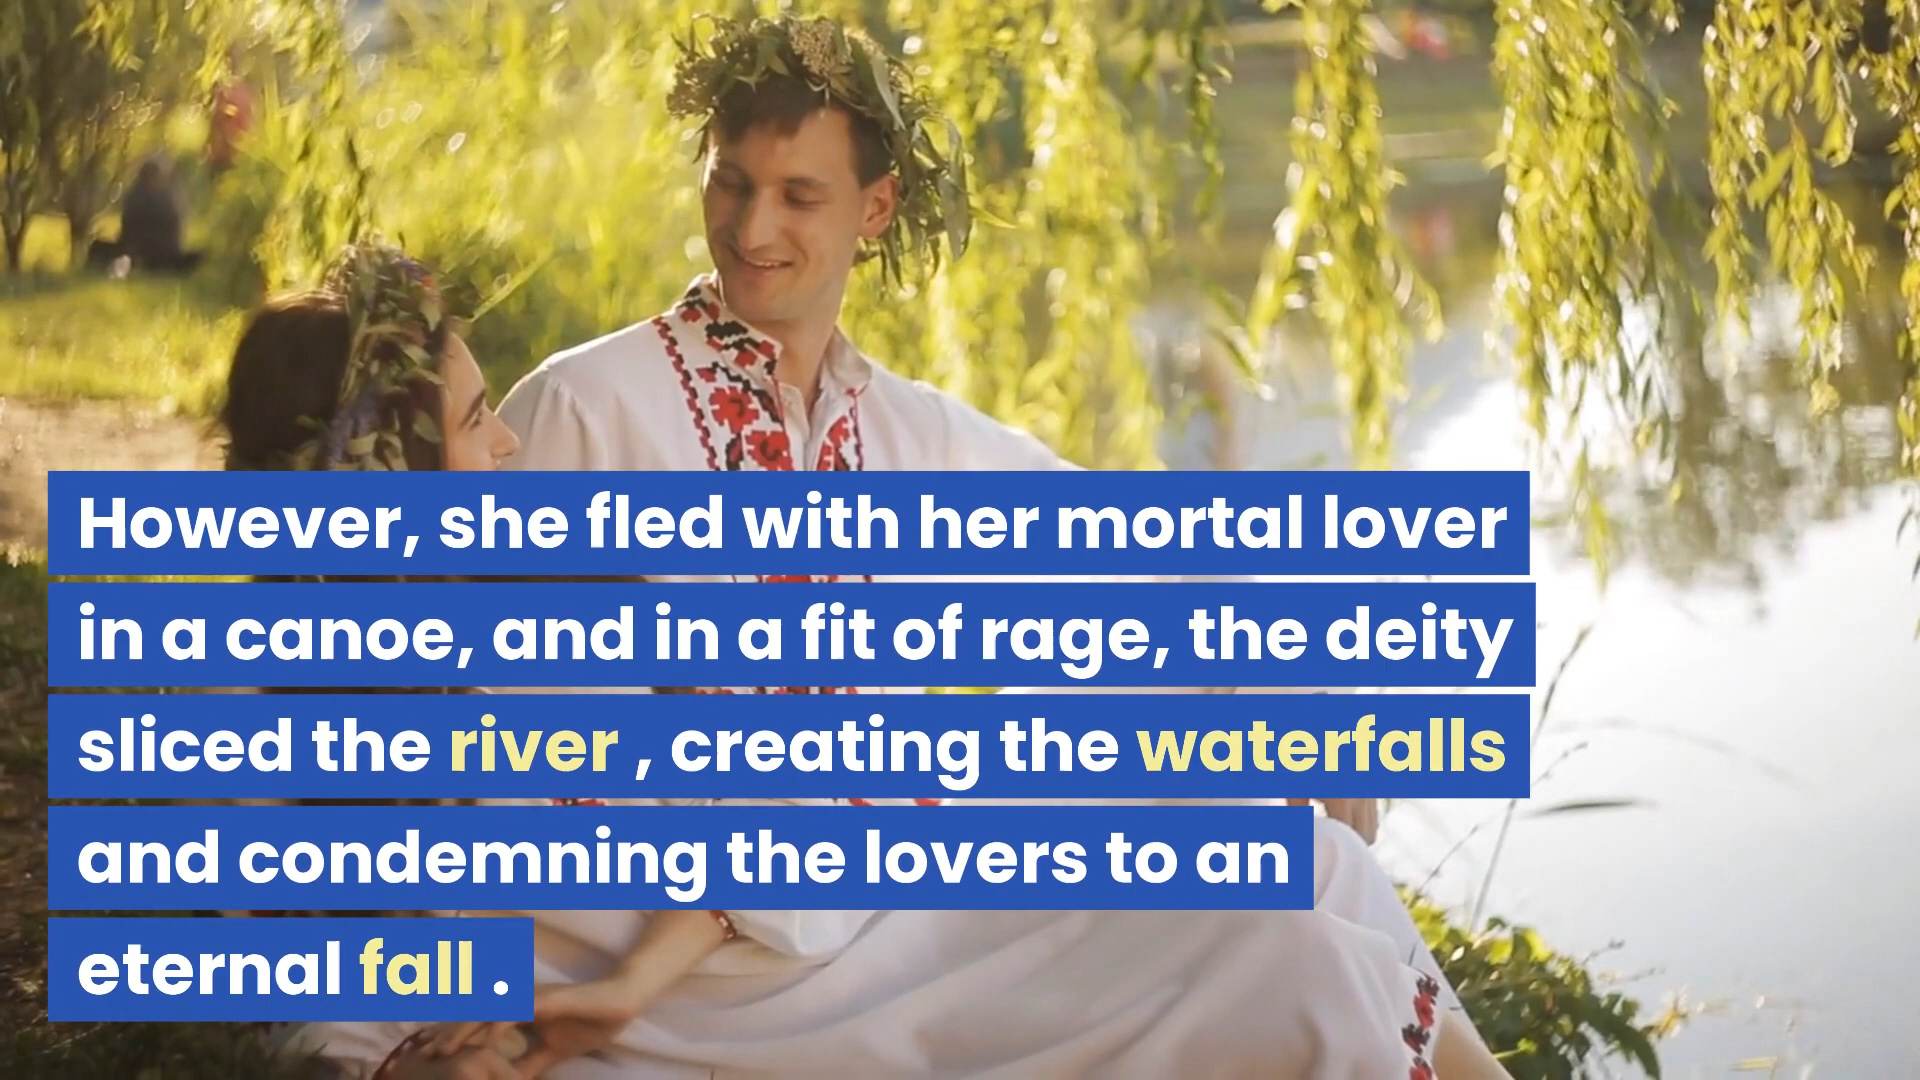 However, she fled with her mortal lover
in a canoe, and in a fit of rage, the deity
sliced the river , creating the waterfalls
and condemning the lovers to an
eternal fall .